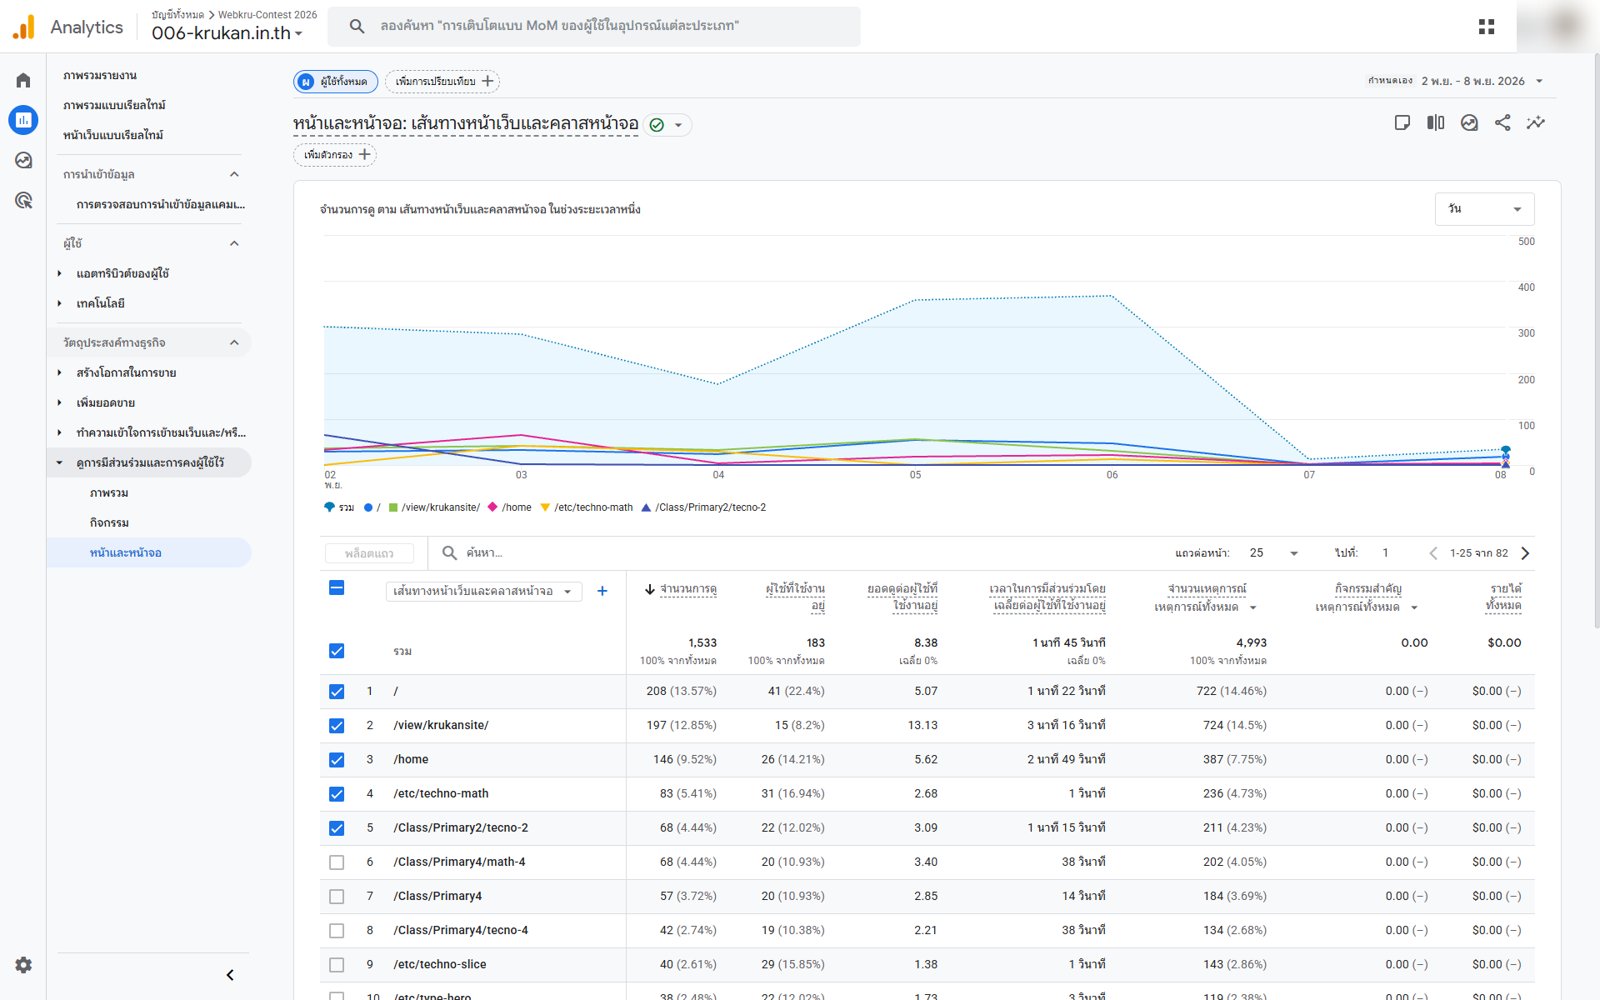 Analytics
บัญชีทั้งหมด > Webkru-Contest 2026
006-krukan.in.th
ลองค้นหา "การเติบโตแบบ MoM ของผู้ใช้ในอุปกรณ์แต่ละประเภท"
ภาพรวมรายงาน
ภาพรวมแบบเรียลไทม์
หน้าเว็บแบบเรียลไทม์
การนำเข้าข้อมูล
การตรวจสอบการนำเข้าข้อมูลแคมเ...
ผู้ใช้
แอตทริบิวต์ของผู้ใช้
เทคโนโลยี
วัตถุประสงค์ทางธุรกิจ
สร้างโอกาสในการขาย
เพิ่มยอดขาย
ทำความเข้าใจการเข้าชมเว็บและ/หรื...
ดูการมีส่วนร่วมและการคงผู้ใช้ไว้
ภาพรวม
กิจกรรม
หน้าและหน้าจอ
ผ ผู้ใช้ทั้งหมด เพิ่มการเปรียบเทียบ
กำหนดเอง 2 พ.ย. - 8 พ.ย. 2026
หน้าและหน้าจอ: เส้นทางหน้าเว็บและคลาสหน้าจอ
เพิ่มตัวกรอง
จำนวนการดู ตาม เส้นทางหน้าเว็บและคลาสหน้าจอ ในช่วงระยะเวลาหนึ่ง
วัน
500
400
300
200
100
0
02 03 04 05 06 07 08
พ.ย.
รวม / /view/krukansite/ /home /etc/techno-math /Class/Primary2/tecno-2
พล็อตแถว ค้นหา... แถวต่อหน้า: 25 ไปที่: 1 1-25 จาก 82
เส้นทางหน้าเว็บและคลาสหน้าจอ
จำนวนการดู
ผู้ใช้ที่ใช้งาน
อยู่
ยอดดูต่อผู้ใช้ที่
ใช้งานอยู่
เวลาในการมีส่วนร่วมโดย
เฉลี่ยต่อผู้ใช้ที่ใช้งานอยู่
จำนวนเหตุการณ์
เหตุการณ์ทั้งหมด
กิจกรรมสำคัญ
เหตุการณ์ทั้งหมด
รายได้
ทั้งหมด
รวม 1,533 183 8.38 1 นาที 45 วินาที 4,993 0.00 $0.00
100% จากทั้งหมด 100% จากทั้งหมด เฉลี่ย 0% เฉลี่ย 0% 100% จากทั้งหมด
1 / 208 (13.57%) 41 (22.4%) 5.07 1 นาที 22 วินาที 722 (14.46%) 0.00 (–) $0.00 (–)
2 /view/krukansite/ 197 (12.85%) 15 (8.2%) 13.13 3 นาที 16 วินาที 724 (14.5%) 0.00 (–) $0.00 (–)
3 /home 146 (9.52%) 26 (14.21%) 5.62 2 นาที 49 วินาที 387 (7.75%) 0.00 (–) $0.00 (–)
4 /etc/techno-math 83 (5.41%) 31 (16.94%) 2.68 1 วินาที 236 (4.73%) 0.00 (–) $0.00 (–)
5 /Class/Primary2/tecno-2 68 (4.44%) 22 (12.02%) 3.09 1 นาที 15 วินาที 211 (4.23%) 0.00 (–) $0.00 (–)
6 /Class/Primary4/math-4 68 (4.44%) 20 (10.93%) 3.40 38 วินาที 202 (4.05%) 0.00 (–) $0.00 (–)
7 /Class/Primary4 57 (3.72%) 20 (10.93%) 2.85 14 วินาที 184 (3.69%) 0.00 (–) $0.00 (–)
8 /Class/Primary4/tecno-4 42 (2.74%) 19 (10.38%) 2.21 38 วินาที 134 (2.68%) 0.00 (–) $0.00 (–)
9 /etc/techno-slice 40 (2.61%) 29 (15.85%) 1.38 1 วินาที 143 (2.86%) 0.00 (–) $0.00 (–)
10 /etc/type-hero 38 (2.48%) 22 (12.02%) 1.73 3 วินาที 119 (2.38%) 0.00 (–) $0.00 (–)